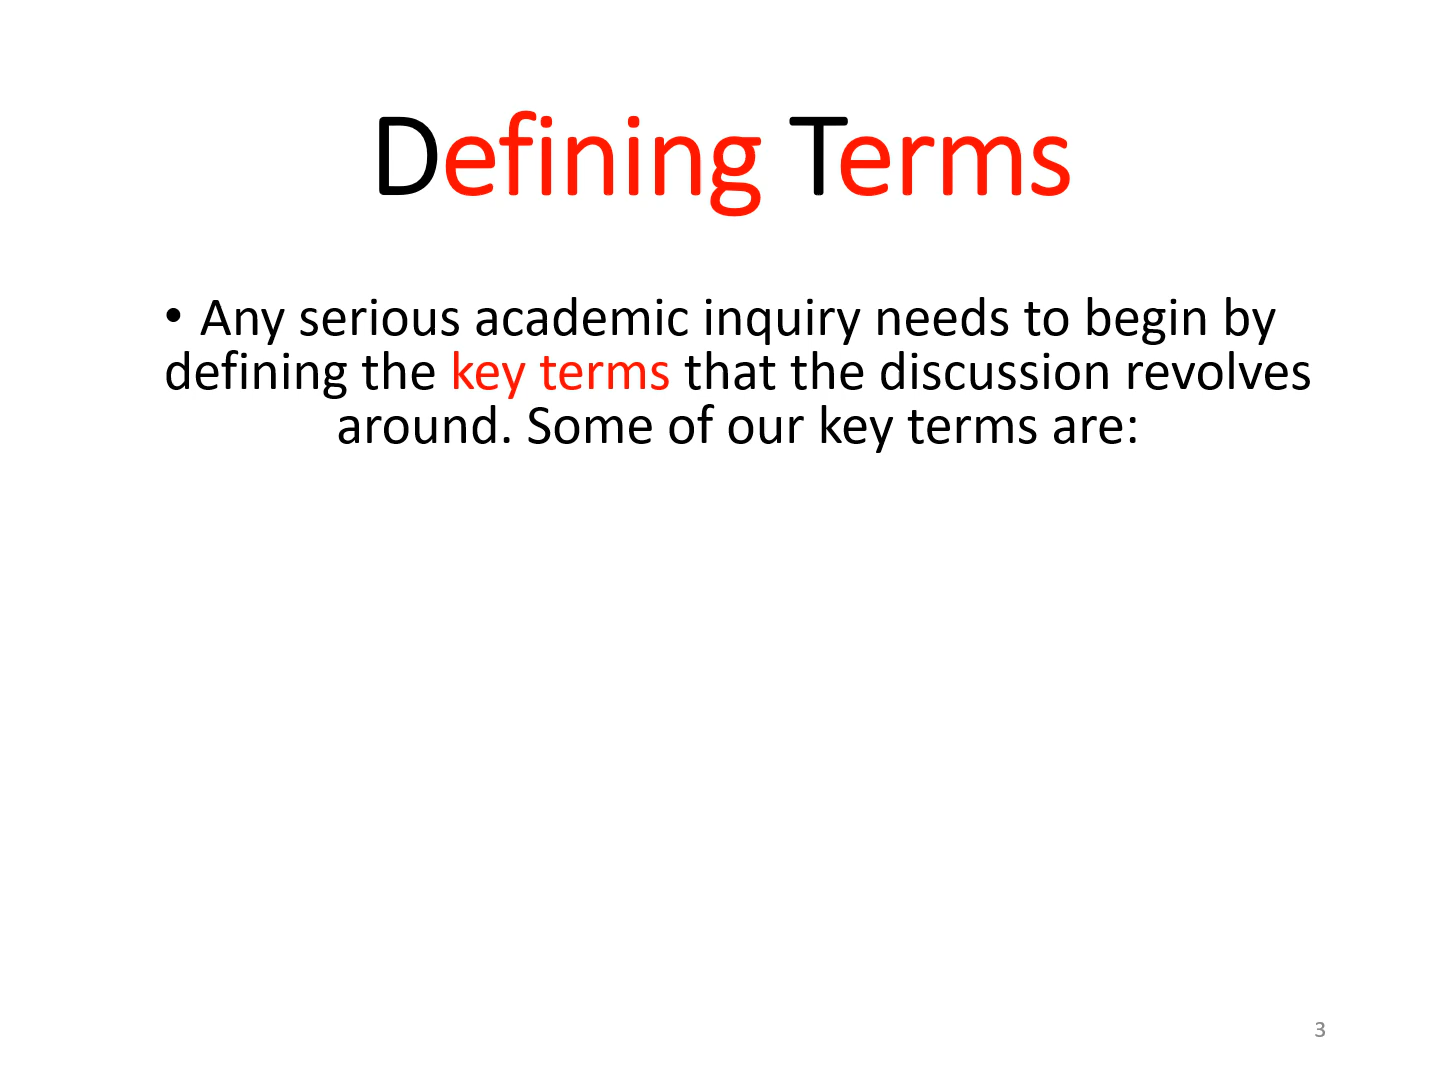 Defining Terms
• Any serious academic inquiry needs to begin by
defining the key terms that the discussion revolves
around. Some of our key terms are:
3